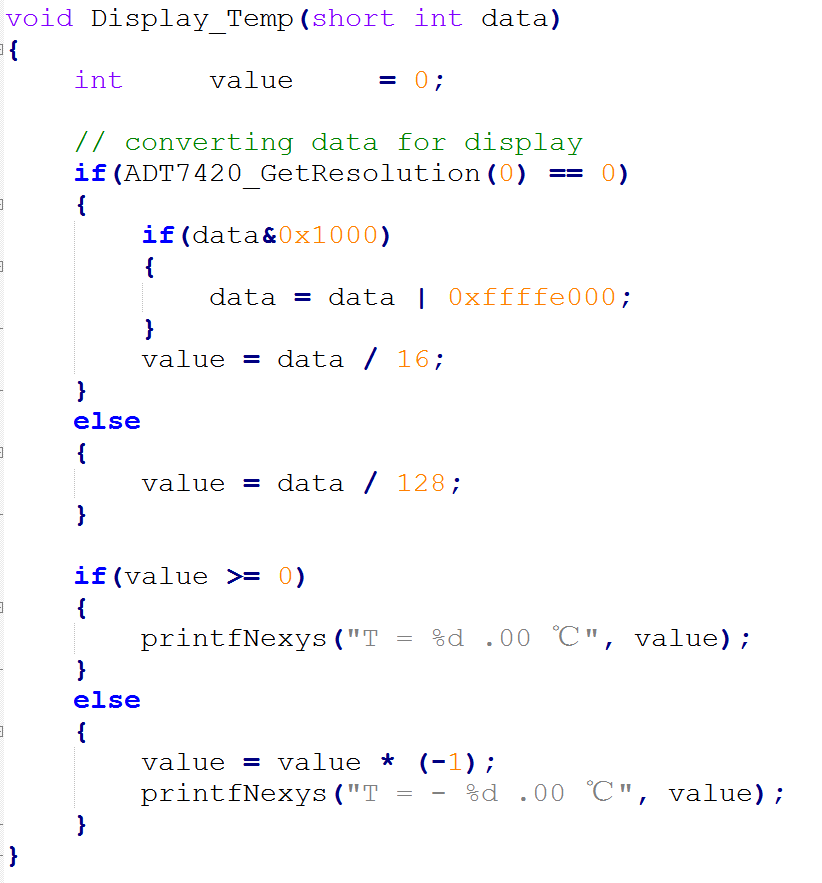 void Display_Temp(short int data)
{
    int     value     = 0;
    // converting data for display
    if(ADT7420_GetResolution(0) == 0)
    {
        if(data&0x1000)
        {
            data = data | 0xffffe000;
        }
        value = data / 16;
    }
    else
    {
        value = data / 128;
    }
    if(value >= 0)
    {
        printfNexys("T = %d .00 ℃", value);
    }
    else
    {
        value = value * (-1);
        printfNexys("T = - %d .00 ℃", value);
    }
}